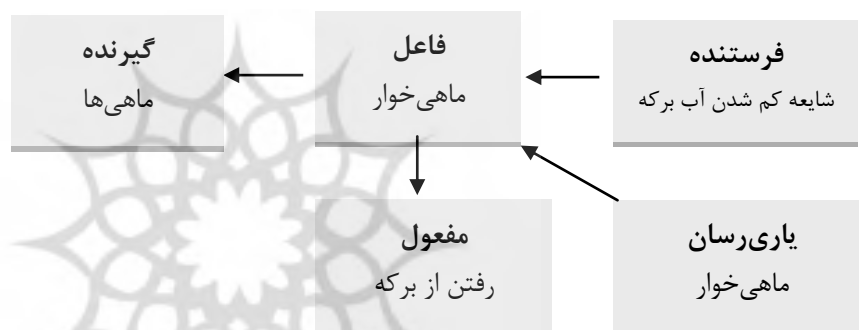 فرستنده
شایعه کم شدن آب برکه
فاعل
ماهی‌خوار
گیرنده
ماهی‌ها
یاری‌رسان
ماهی‌خوار
مفعول
رفتن از برکه